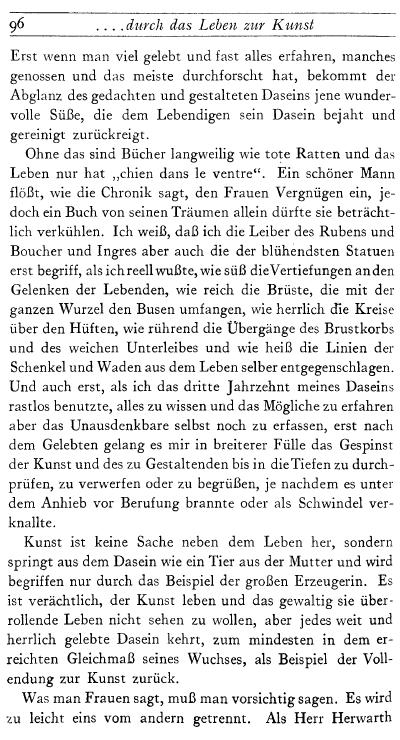 96 ....durch das Leben zur Kunst
Erst wenn man viel gelebt und fast alles erfahren, manches
genossen und das meiste durchforscht hat, bekommt der
Abglanz des gedachten und gestalteten Daseins jene wunder-
volle Süße, die dem Lebendigen sein Dasein bejaht und
gereinigt zurückreigt.
Ohne das sind Bücher langweilig wie tote Ratten und das
Leben nur hat „chien dans le ventre“. Ein schöner Mann
flößt, wie die Chronik sagt, den Frauen Vergnügen ein, je-
doch ein Buch von seinen Träumen allein dürfte sie beträcht-
lich verkühlen. Ich weiß, daß ich die Leiber des Rubens und
Boucher und Ingres aber auch die der blühendsten Statuen
erst begriff, als ich reell wußte, wie süß die Vertiefungen an den
Gelenken der Lebenden, wie reich die Brüste, die mit der
ganzen Wurzel den Busen umfangen, wie herrlich die Kreise
über den Hüften, wie rührend die Übergänge des Brustkorbs
und des weichen Unterleibes und wie heiß die Linien der
Schenkel und Waden aus dem Leben selber entgegenschlagen.
Und auch erst, als ich das dritte Jahrzehnt meines Daseins
rastlos benutzte, alles zu wissen und das Mögliche zu erfahren
aber das Unausdenkbare selbst noch zu erfassen, erst nach
dem Gelebten gelang es mir in breiterer Fülle das Gespinst
der Kunst und des zu Gestaltenden bis in die Tiefen zu durch-
prüfen, zu verwerfen oder zu begrüßen, je nachdem es unter
dem Anhieb vor Berufung brannte oder als Schwindel ver-
knallte.
Kunst ist keine Sache neben dem Leben her, sondern
springt aus dem Dasein wie ein Tier aus der Mutter und wird
begriffen nur durch das Beispiel der großen Erzeugerin. Es
ist verächtlich, der Kunst leben und das gewaltig sie über-
rollende Leben nicht sehen zu wollen, aber jedes weit und
herrlich gelebte Dasein kehrt, zum mindesten in dem er-
reichten Gleichmaß seines Wuchses, als Beispiel der Voll-
endung zur Kunst zurück.
Was man Frauen sagt, muß man vorsichtig sagen. Es wird
zu leicht eins vom andern getrennt. Als Herr Herwarth